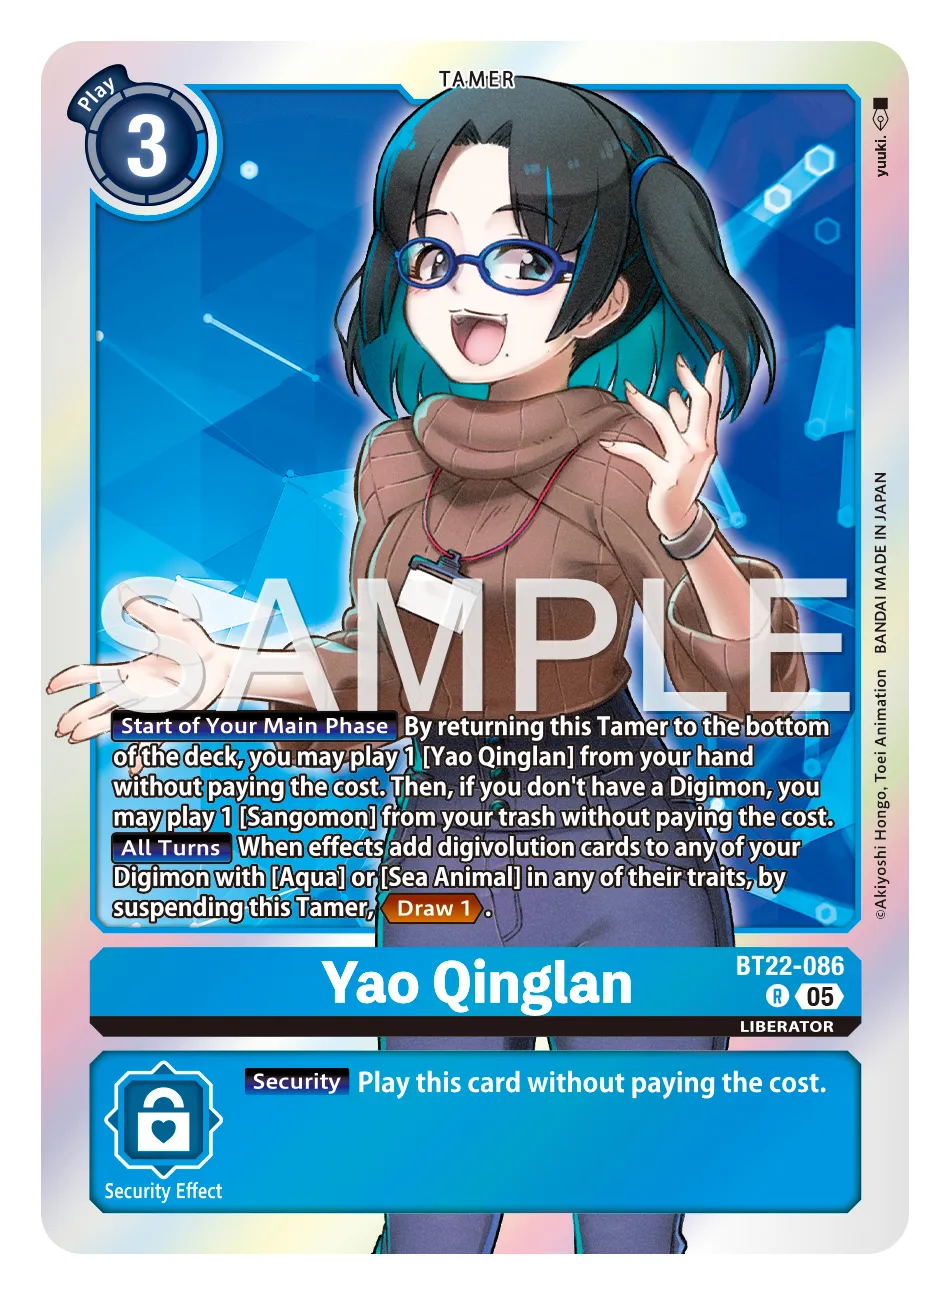 TAMER
Play
3
yuuki.
SAMPLE
Start of Your Main Phase By returning this Tamer to the bottom
of the deck, you may play 1 [Yao Qinglan] from your hand
without paying the cost. Then, if you don't have a Digimon, you
may play 1 [Sangomon] from your trash without paying the cost.
All Turns When effects add digivolution cards to any of your
Digimon with [Aqua] or [Sea Animal] in any of their traits, by
suspending this Tamer, Draw 1.
©Akiyoshi Hongo, Toei Animation BANDAI MADE IN JAPAN
Yao Qinglan
BT22-086
R 05
LIBERATOR
Security Play this card without paying the cost.
Security Effect